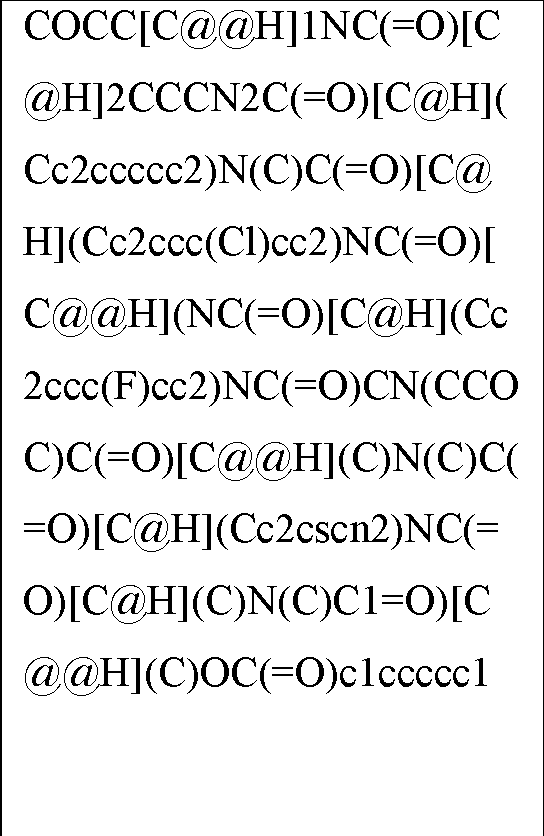 COCC[C@@H]1NC(=O)[C
@H]2CCCN2C(=O)[C@H](
Cc2ccccc2)N(C)C(=O)[C@
H](Cc2ccc(Cl)cc2)NC(=O)[
C@@H](NC(=O)[C@H](Cc
2ccc(F)cc2)NC(=O)CN(CCO
C)C(=O)[C@@H](C)N(C)C(
=O)[C@H](Cc2cscn2)NC(=
O)[C@H](C)N(C)C1=O)[C
@@H](C)OC(=O)c1ccccc1